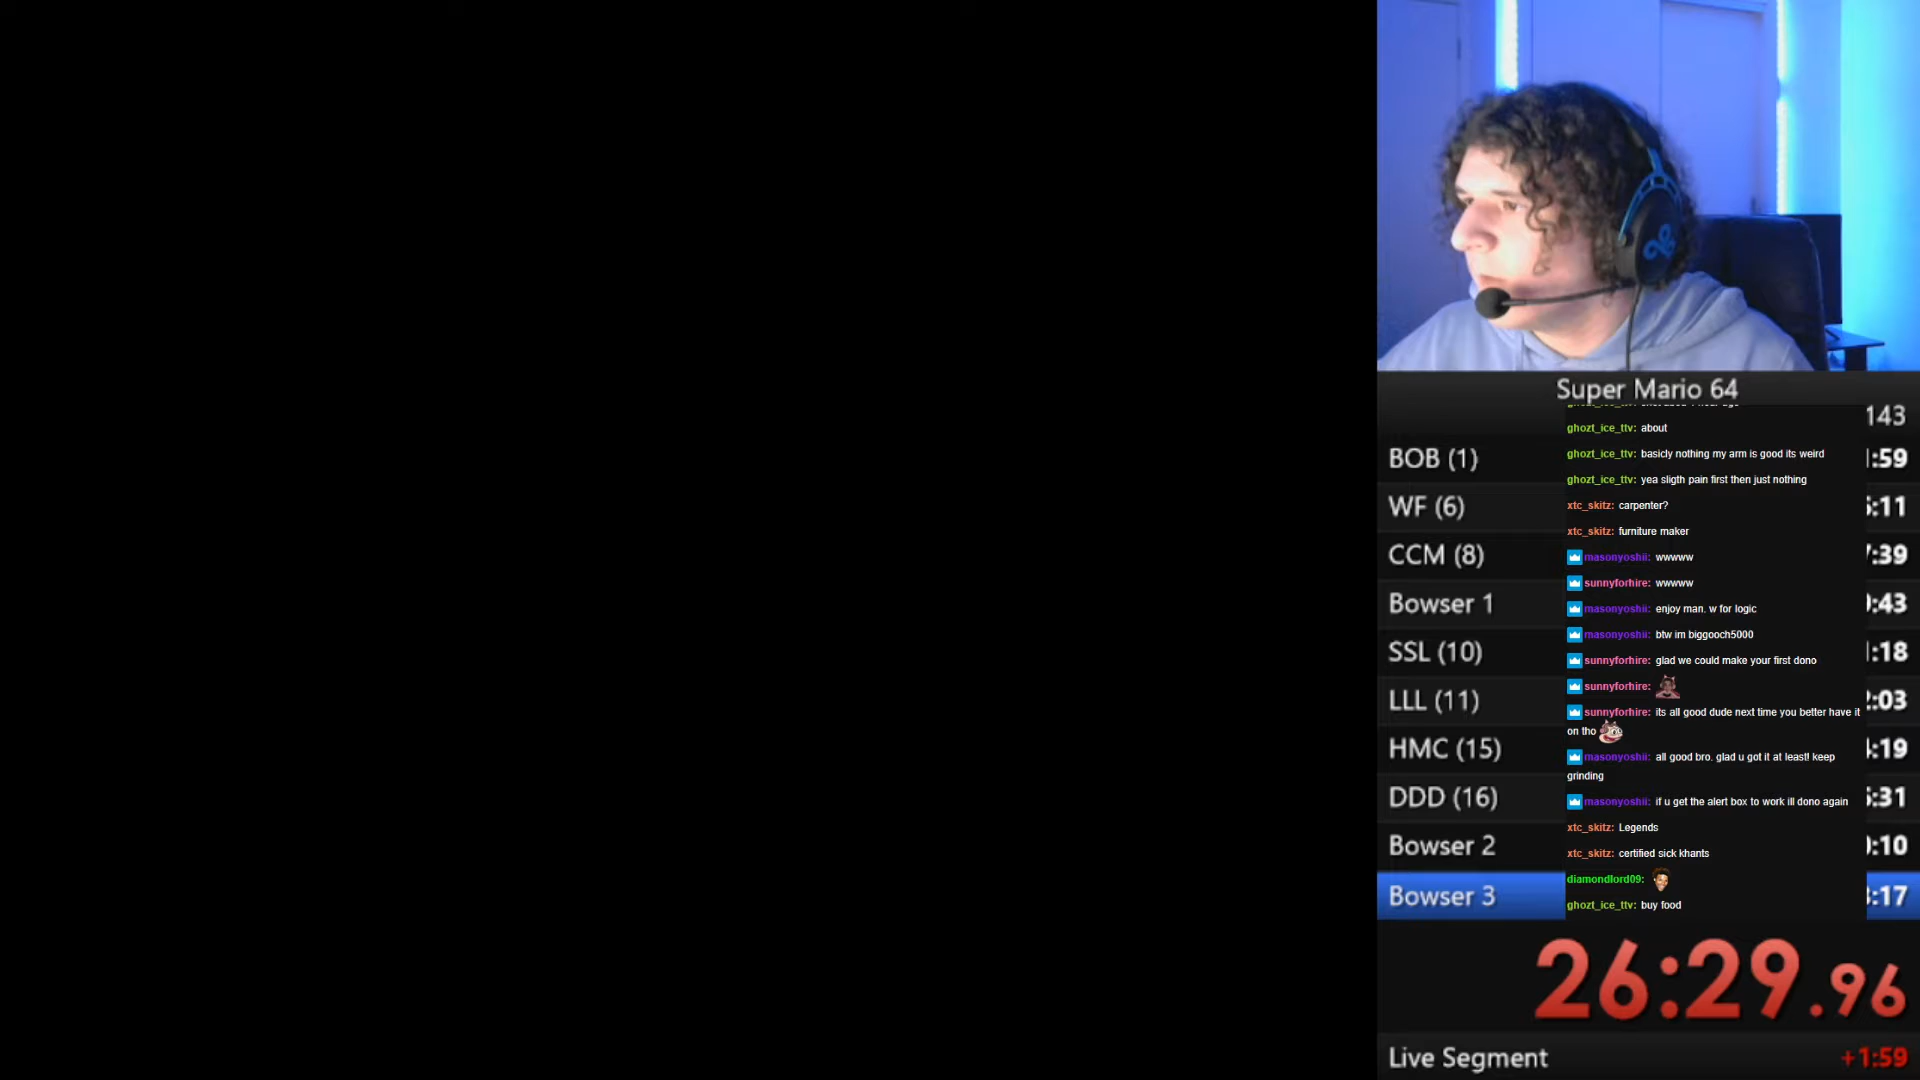 Super Mario 64
143
ghozt_ice_ttv: about
BOB (1) :59
ghozt_ice_ttv: basicly nothing my arm is good its weird
ghozt_ice_ttv: yea sligth pain first then just nothing
WF (6) :11
xtc_skitz: carpenter?
xtc_skitz: furniture maker
CCM (8) :39
masonyoshii: wwwww
sunnyforhire: wwwww
Bowser 1 :43
masonyoshii: enjoy man. w for logic
masonyoshii: btw im biggooch5000
SSL (10) :18
sunnyforhire: glad we could make your first dono
sunnyforhire:
LLL (11) :03
sunnyforhire: its all good dude next time you better have it
on tho
HMC (15) :19
masonyoshii: all good bro. glad u got it at least! keep
grinding
DDD (16) :31
masonyoshii: if u get the alert box to work ill dono again
xtc_skitz: Legends
Bowser 2 :10
xtc_skitz: certified sick khants
diamondlord09:
Bowser 3 :17
ghozt_ice_ttv: buy food
26:29.96
Live Segment +1:59